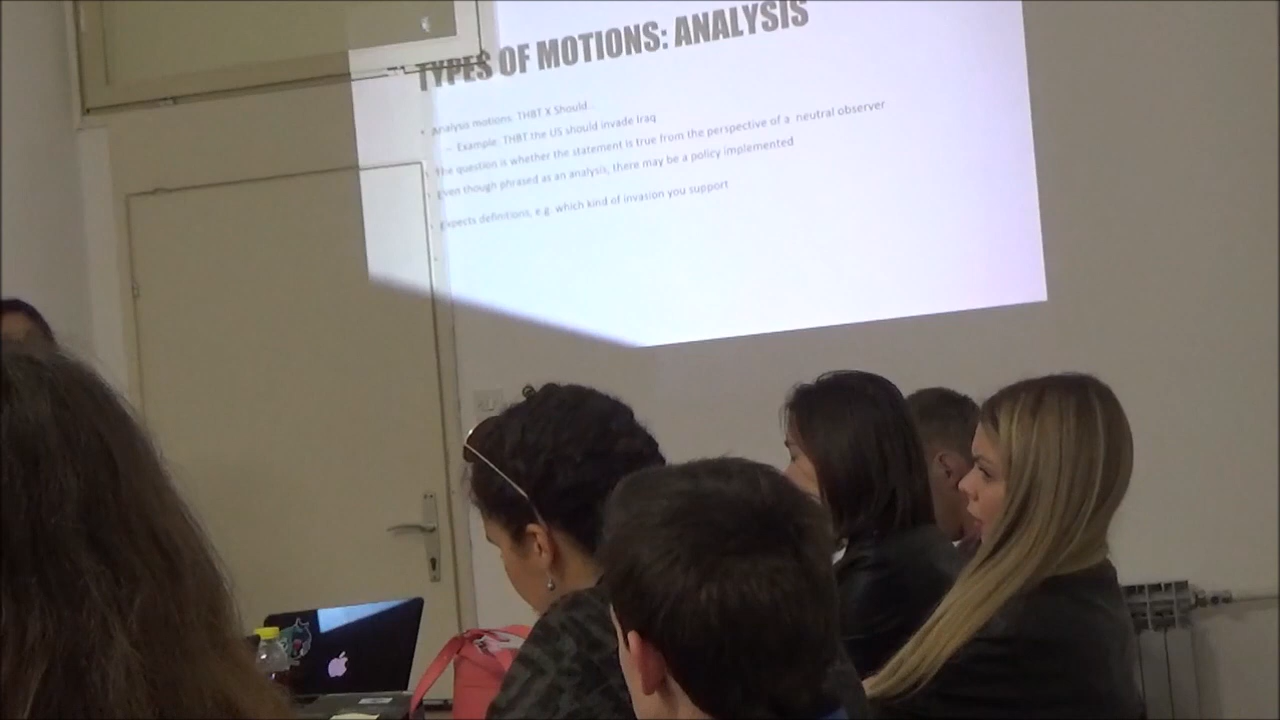 TYPES OF MOTIONS: ANALYSIS
Analysis motions: THBT X Should...
Example: THBT the US should invade Iraq
The question is whether the statement is true from the perspective of a neutral observer
Even though phrased as an analysis, there may be a policy implemented
Expects definitions, e.g. which kind of invasion you support